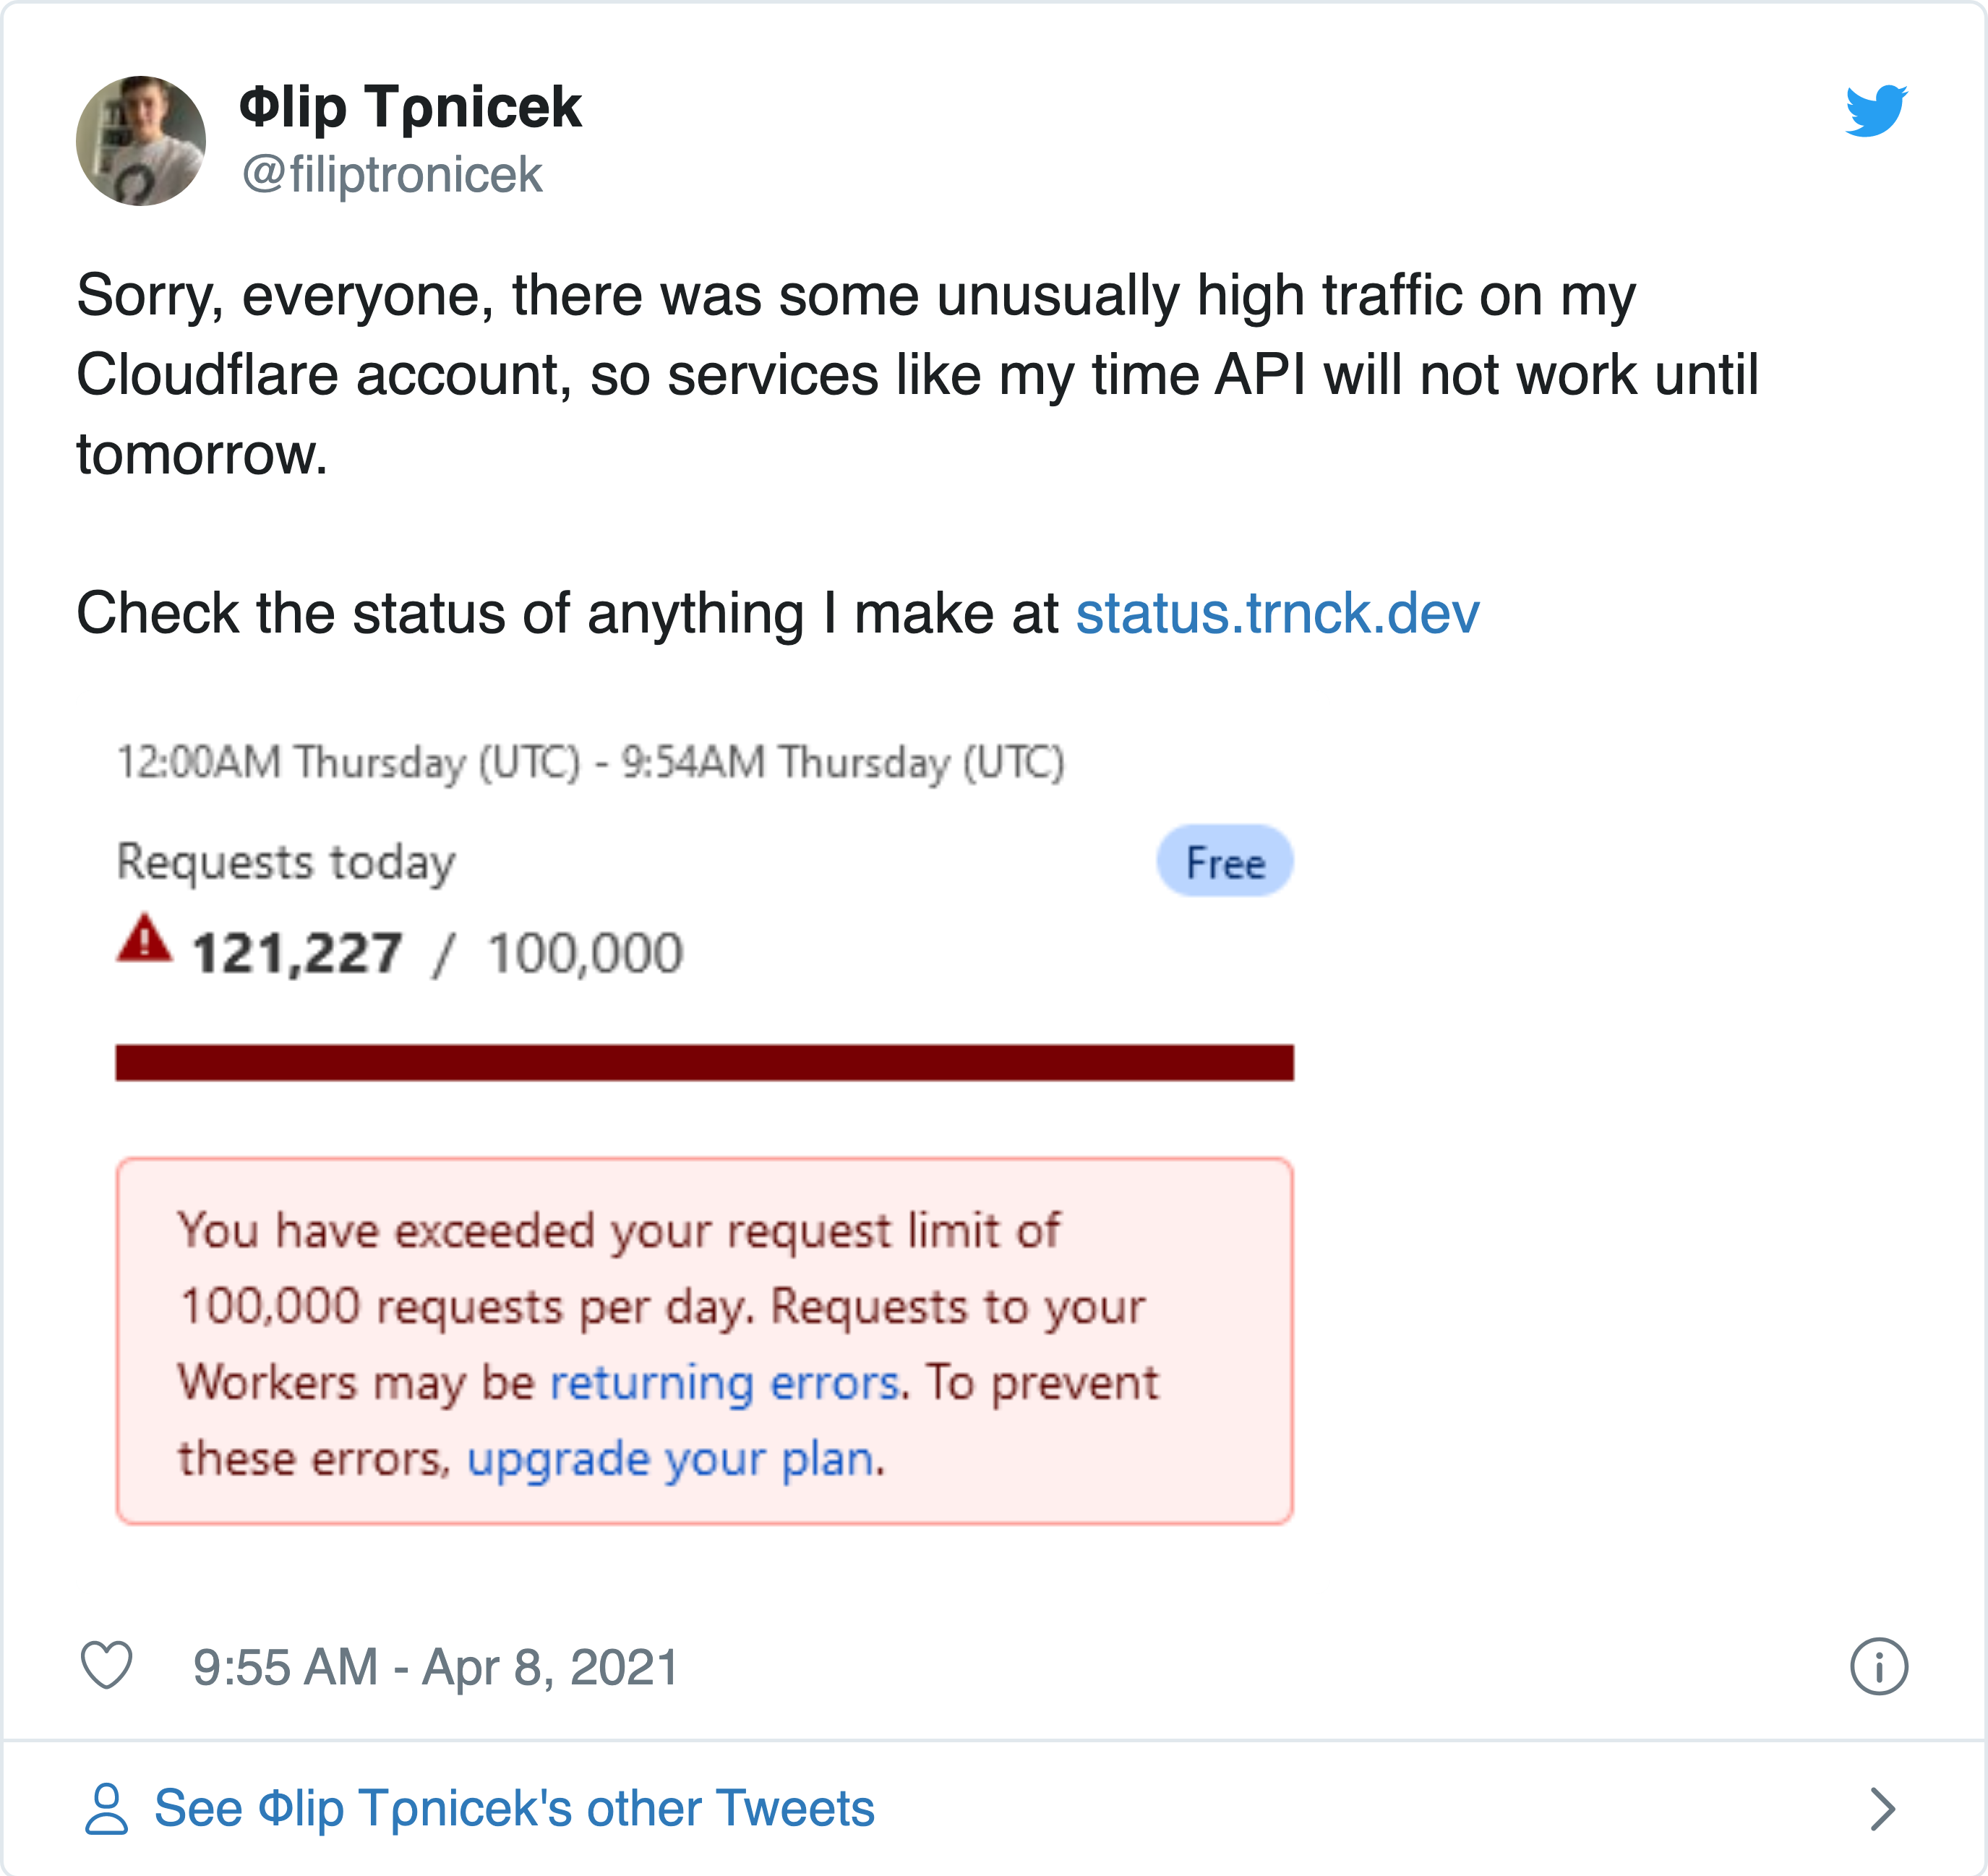 Φlip Tρnicek
@filiptronicek
Sorry, everyone, there was some unusually high traffic on my
Cloudflare account, so services like my time API will not work until
tomorrow.
Check the status of anything I make at status.trnck.dev
12:00AM Thursday (UTC) - 9:54AM Thursday (UTC)
Requests today
Free
121,227 / 100,000
You have exceeded your request limit of
100,000 requests per day. Requests to your
Workers may be returning errors. To prevent
these errors, upgrade your plan.
9:55 AM - Apr 8, 2021
See Φlip Tρnicek's other Tweets